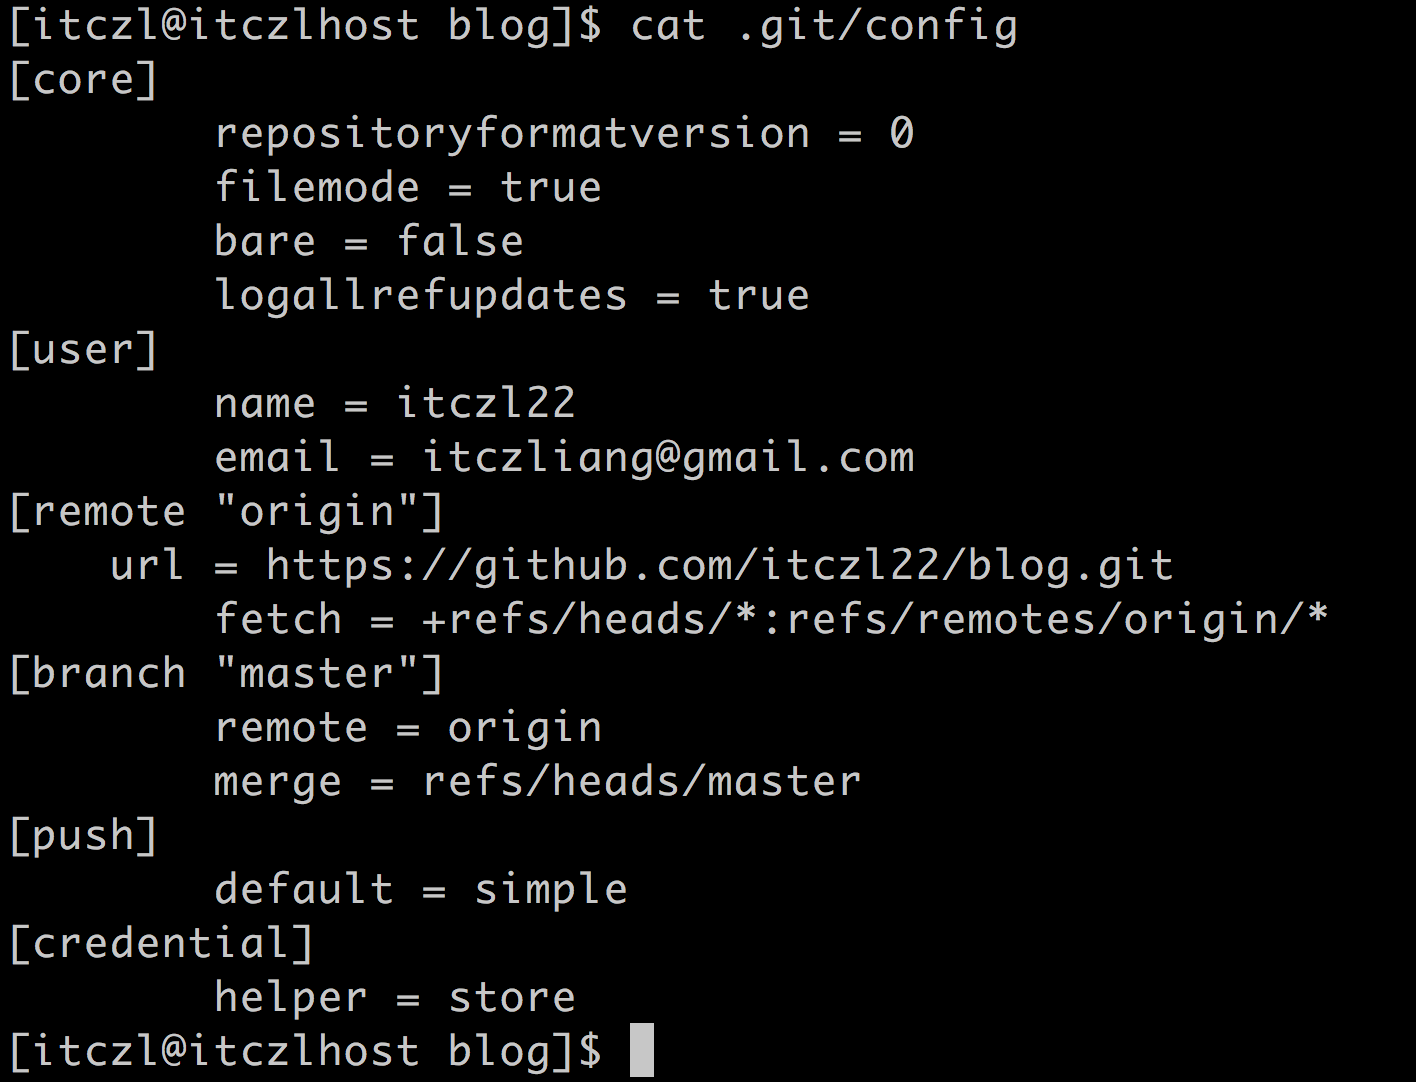 [itczl@itczlhost blog]$ cat .git/config
[core]
        repositoryformatversion = 0
        filemode = true
        bare = false
        logallrefupdates = true
[user]
        name = itczl22
        email = itczliang@gmail.com
[remote "origin"]
    url = https://github.com/itczl22/blog.git
        fetch = +refs/heads/*:refs/remotes/origin/*
[branch "master"]
        remote = origin
        merge = refs/heads/master
[push]
        default = simple
[credential]
        helper = store
[itczl@itczlhost blog]$